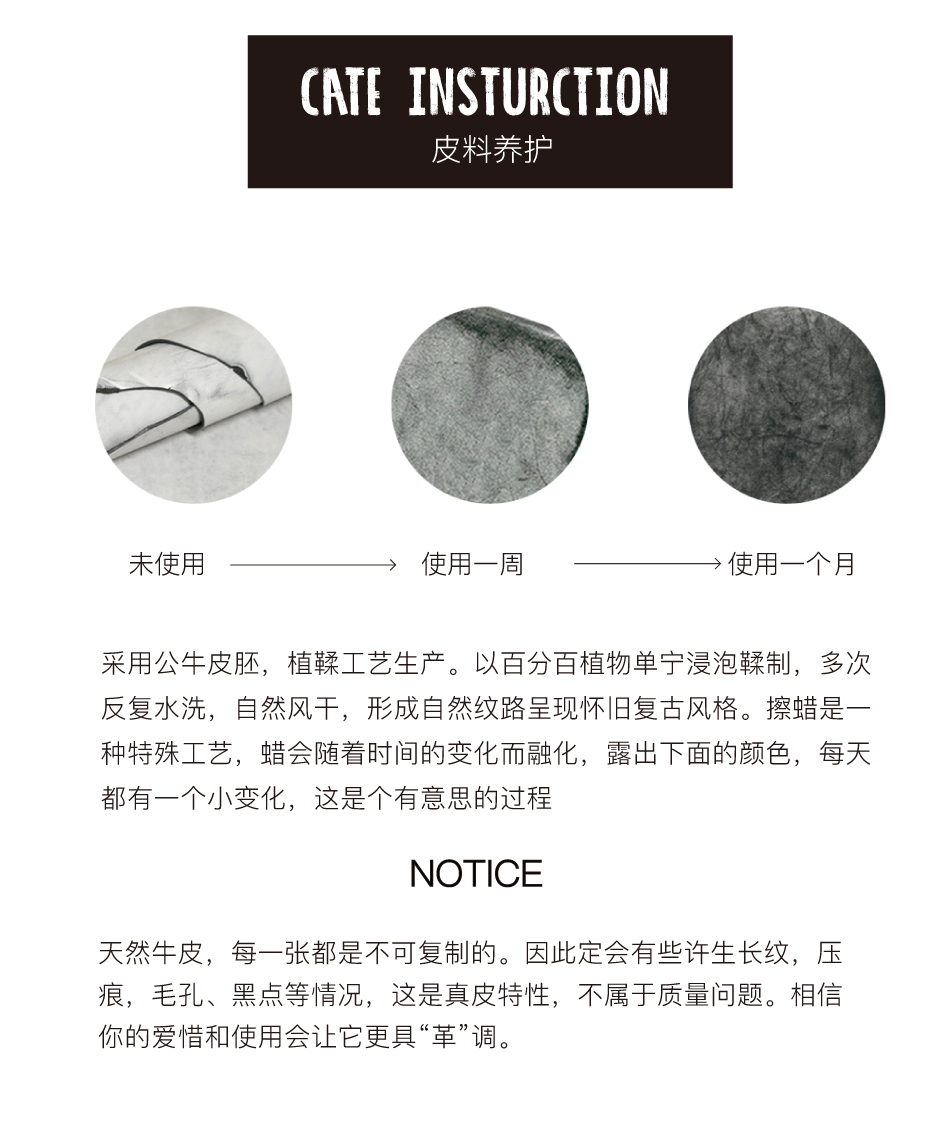 CATE INSTURCTION
皮料养护
未使用
使用一周
使用一个月
采用公牛皮胚，植鞣工艺生产。以百分百植物单宁浸泡鞣制，多次
反复水洗，自然风干，形成自然纹路呈现怀旧复古风格。擦蜡是一
种特殊工艺，蜡会随着时间的变化而融化，露出下面的颜色，每天
都有一个小变化，这是个有意思的过程
NOTICE
天然牛皮，每一张都是不可复制的。因此定会有些许生长纹，压
痕，毛孔、黑点等情况，这是真皮特性，不属于质量问题。相信
你的爱惜和使用会让它更具“革”调。